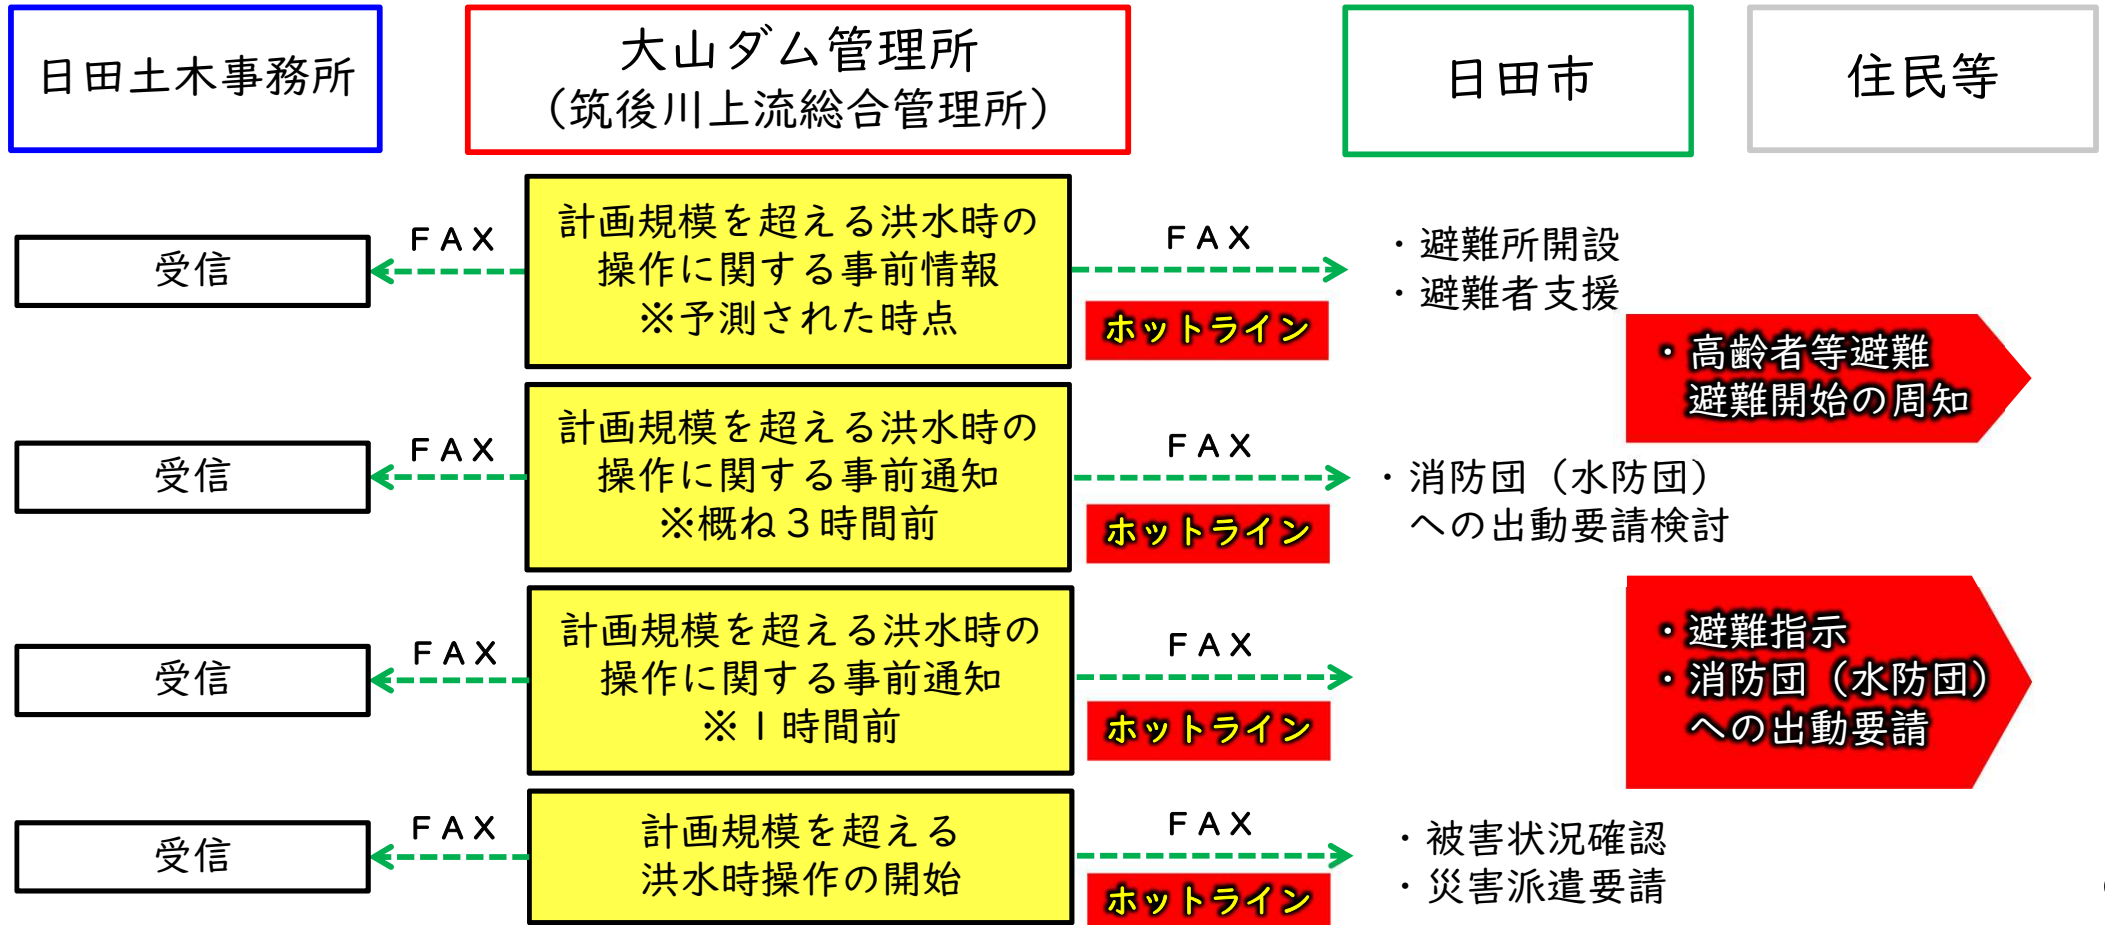 日田土木事務所
大山ダム管理所
（筑後川上流総合管理所）
日田市
住民等
受信
FAX
計画規模を超える洪水時の
操作に関する事前情報
※予測された時点
FAX
ホットライン
・避難所開設
・避難者支援
・高齢者等避難
避難開始の周知
受信
FAX
計画規模を超える洪水時の
操作に関する事前通知
※概ね３時間前
FAX
ホットライン
・消防団（水防団）
への出動要請検討
受信
FAX
計画規模を超える洪水時の
操作に関する事前通知
※１時間前
FAX
ホットライン
・避難指示
・消防団（水防団）
への出動要請
受信
FAX
計画規模を超える
洪水時操作の開始
FAX
ホットライン
・被害状況確認
・災害派遣要請